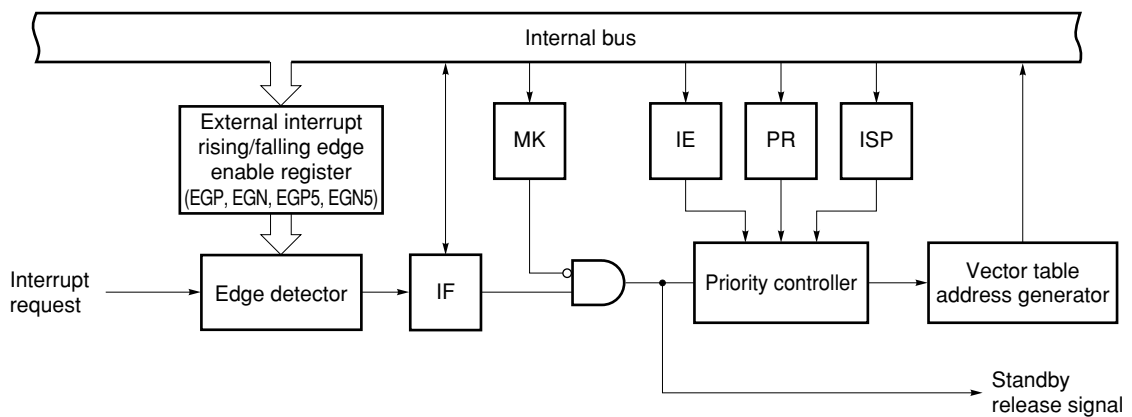 Internal bus
External interrupt
rising/falling edge
enable register
(EGP, EGN, EGP5, EGN5)
MK
IE
PR
ISP
Interrupt
request
Edge detector
IF
Priority controller
Vector table
address generator
Standby
release signal